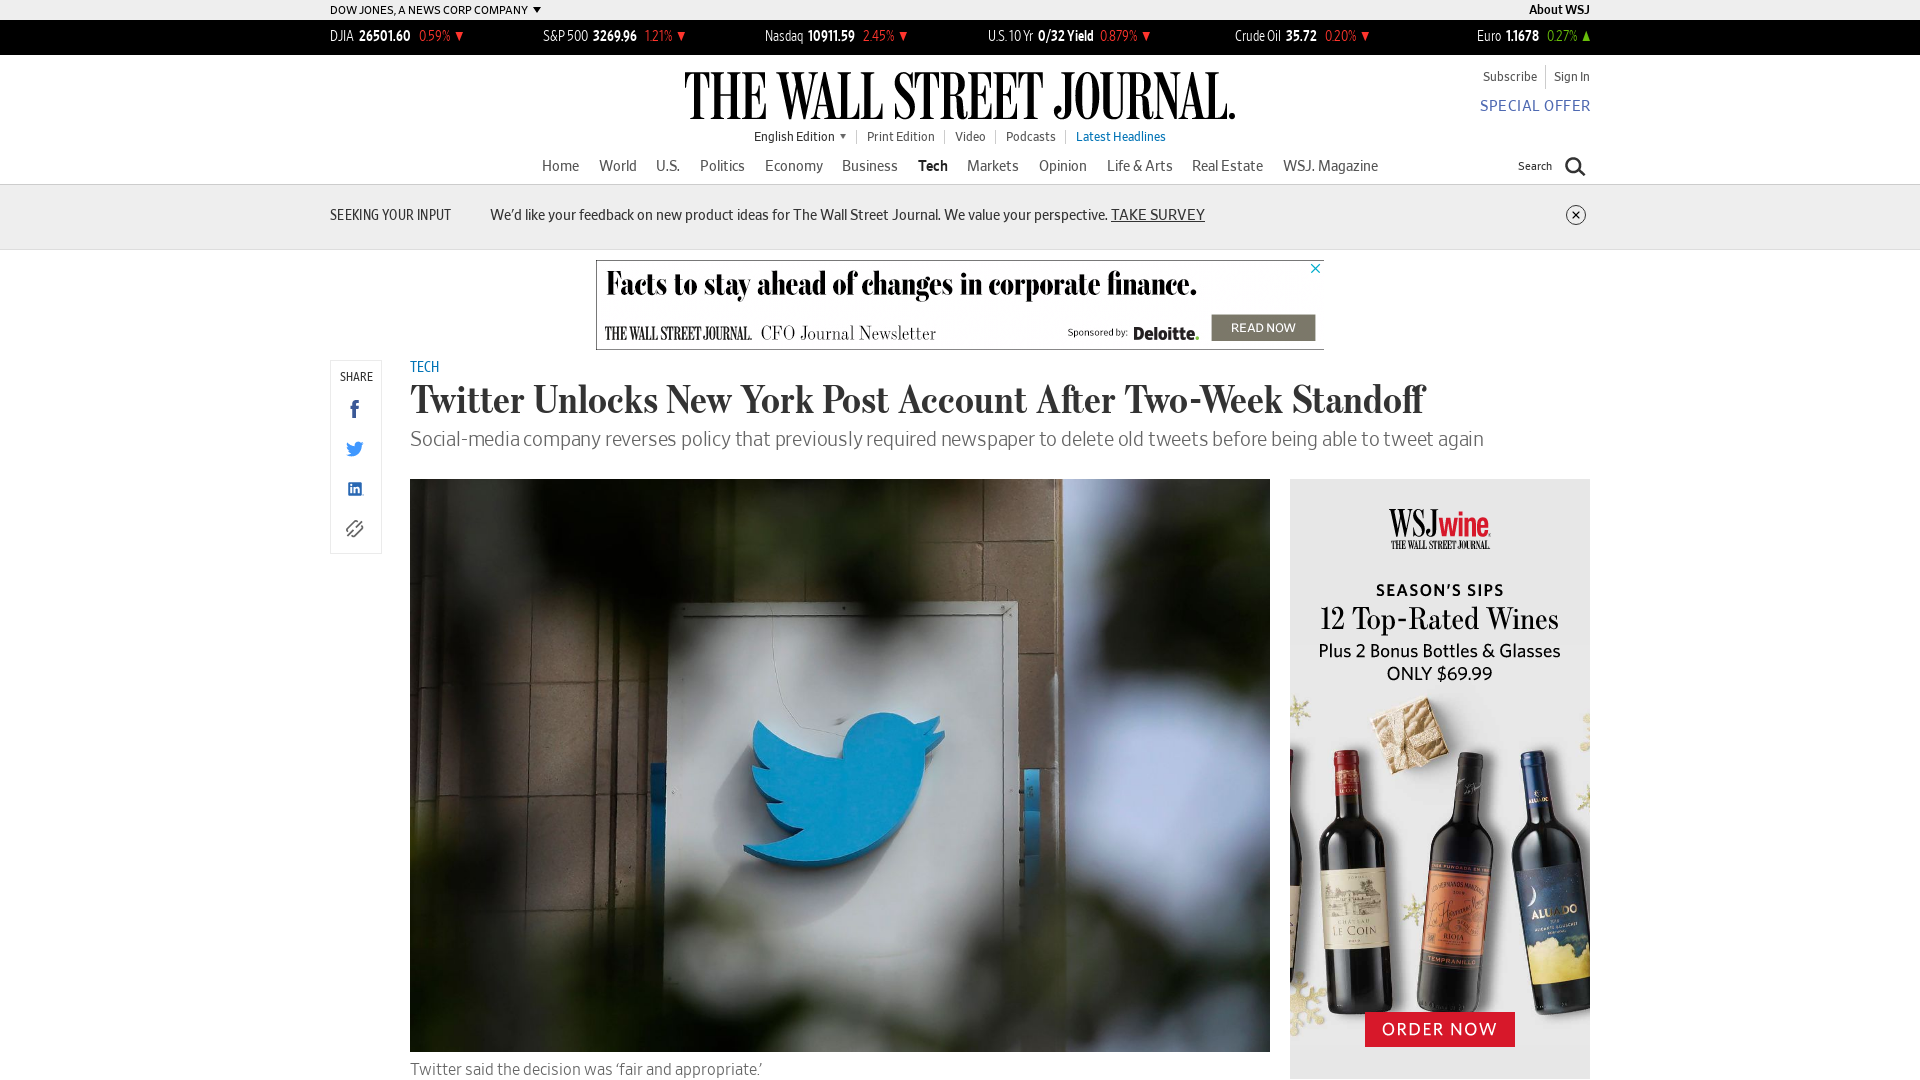 DOW JONES, A NEWS CORP COMPANY
About WSJ
DJIA 26501.60 0.59%
S&P 500 3269.96 1.21%
Nasdaq 10911.59 2.45%
U.S. 10 Yr 0/32 Yield 0.879%
Crude Oil 35.72 0.20%
Euro 1.1678 0.27%
THE WALL STREET JOURNAL.
Subscribe
Sign In
SPECIAL OFFER
English Edition
Print Edition
Video
Podcasts
Latest Headlines
Home
World
U.S.
Politics
Economy
Business
Tech
Markets
Opinion
Life & Arts
Real Estate
WSJ. Magazine
Search
SEEKING YOUR INPUT
We’d like your feedback on new product ideas for The Wall Street Journal. We value your perspective. TAKE SURVEY
Facts to stay ahead of changes in corporate finance.
THE WALL STREET JOURNAL. CFO Journal Newsletter
Sponsored by: Deloitte.
READ NOW
SHARE
TECH
Twitter Unlocks New York Post Account After Two-Week Standoff
Social-media company reverses policy that previously required newspaper to delete old tweets before being able to tweet again
WSJwine
THE WALL STREET JOURNAL.
SEASON’S SIPS
12 Top-Rated Wines
Plus 2 Bonus Bottles & Glasses
ONLY $69.99
LE COIN
RIOJA
TEMPRANILLO
ALUADO
ORDER NOW
Twitter said the decision was ‘fair and appropriate.’